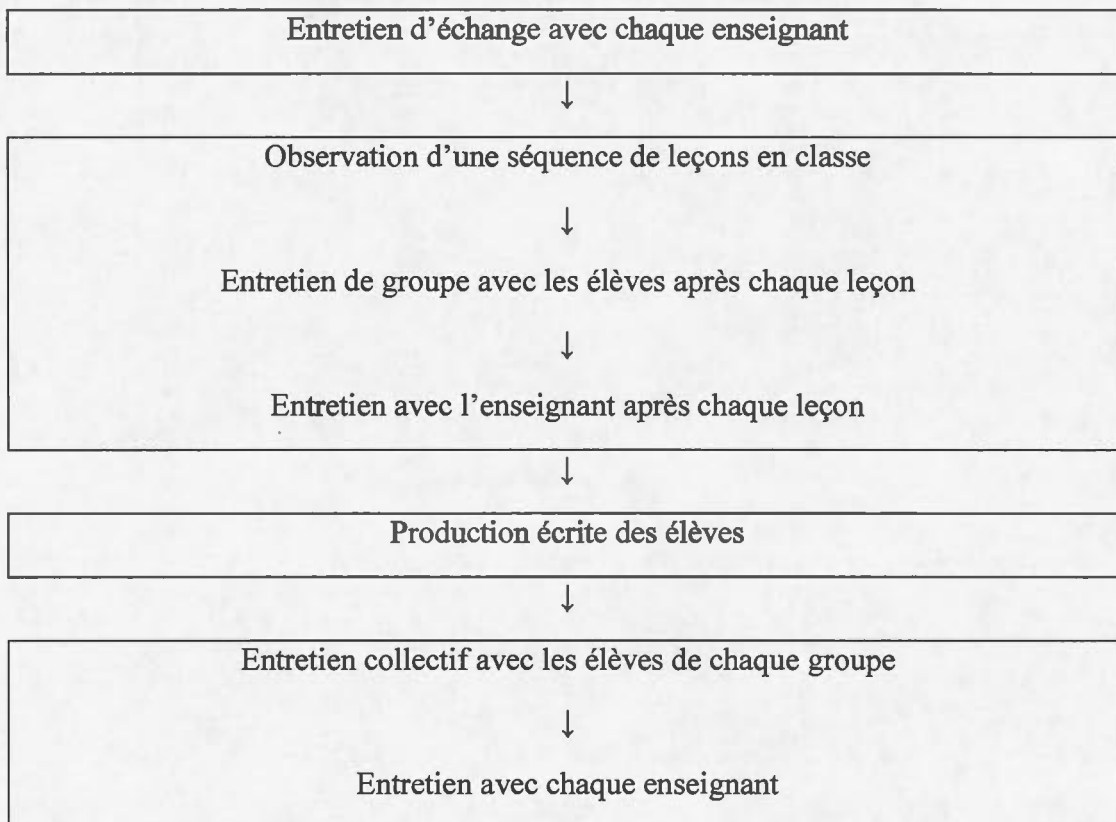 Entretien d'échange avec chaque enseignant
↓
Observation d'une séquence de leçons en classe
↓
Entretien de groupe avec les élèves après chaque leçon
↓
Entretien avec l'enseignant après chaque leçon
↓
Production écrite des élèves
↓
Entretien collectif avec les élèves de chaque groupe
↓
Entretien avec chaque enseignant